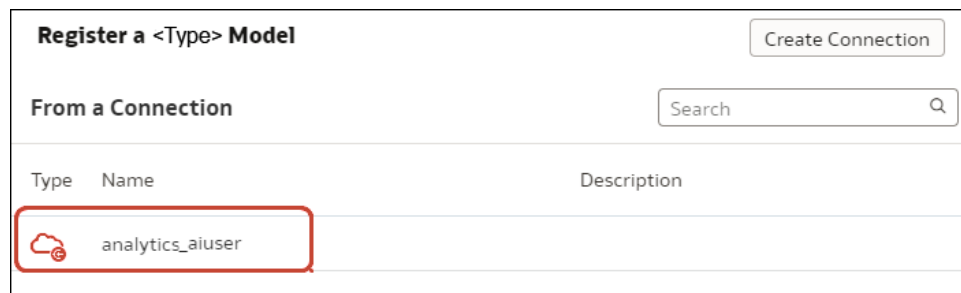 Register a <Type> Model
Create Connection
From a Connection
Search
Type Name Description
analytics_aiuser